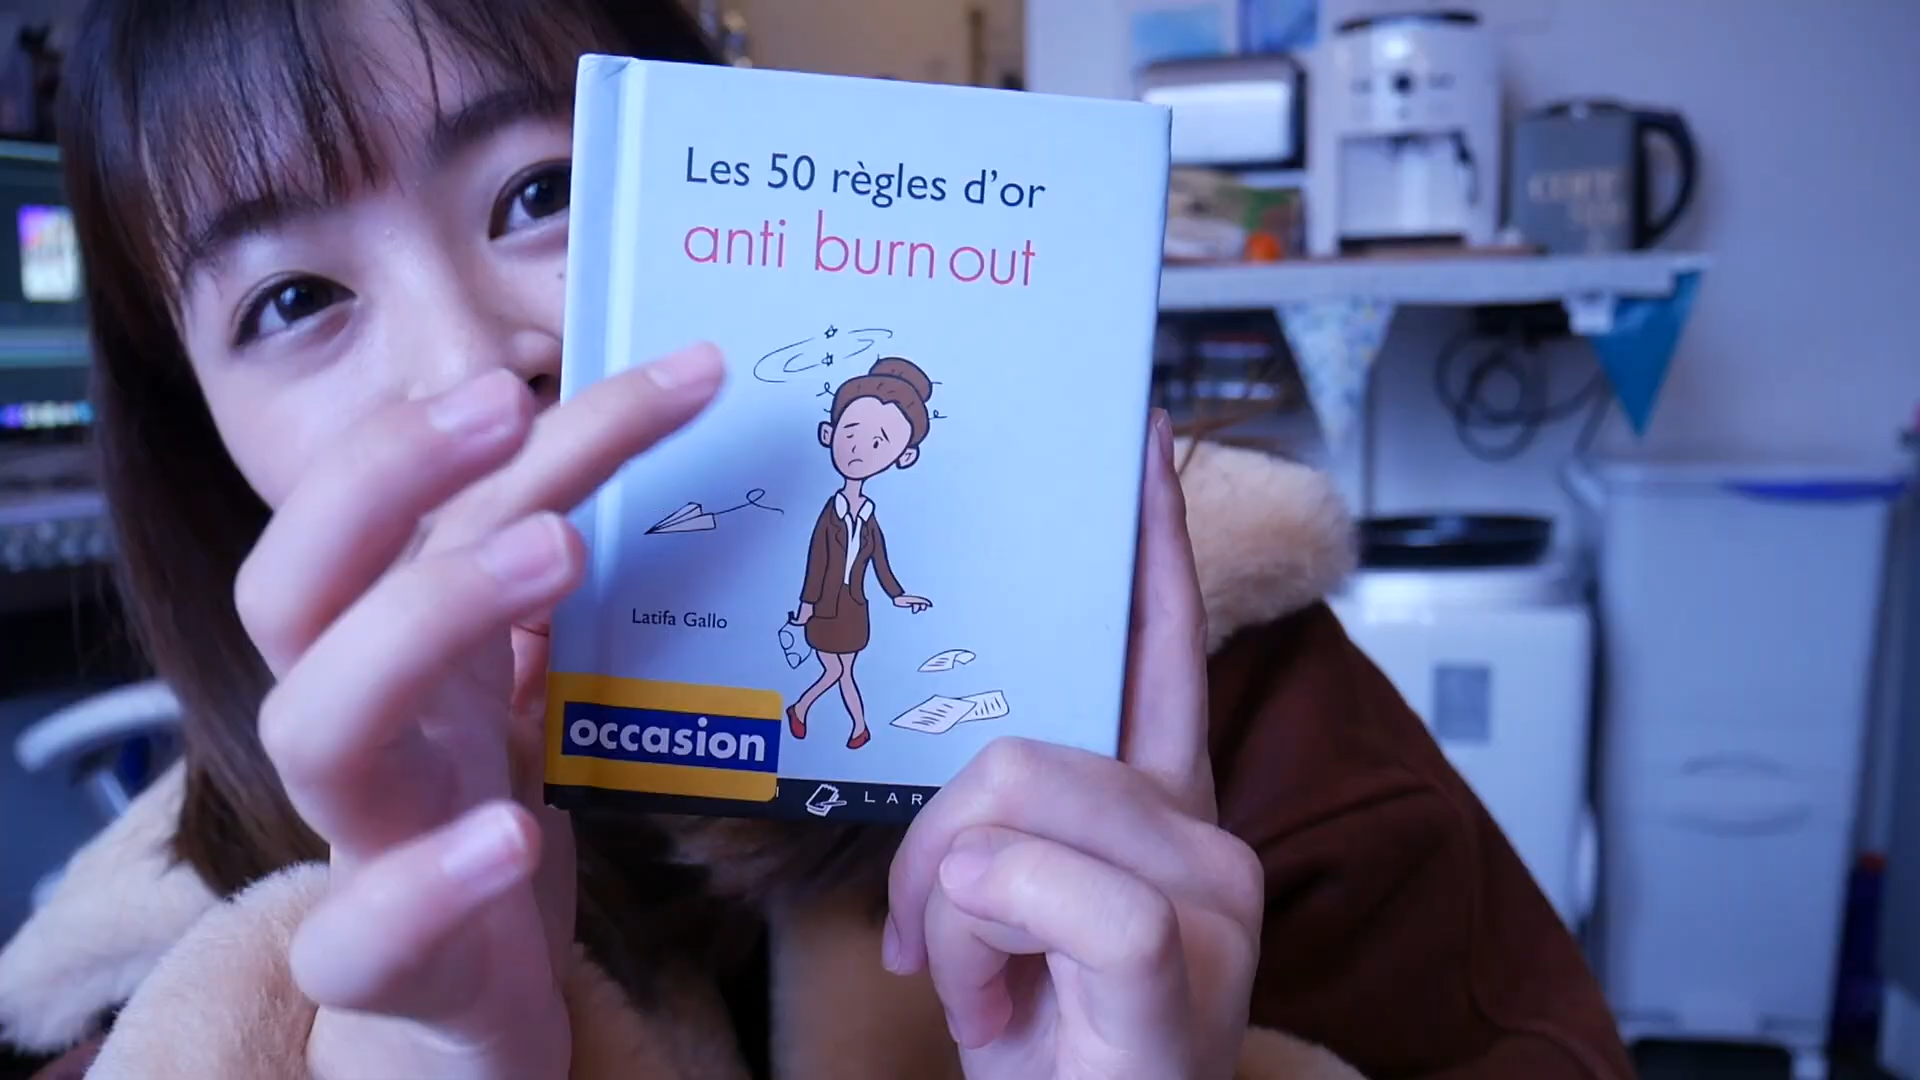 Les 50 règles d'or
anti burn out
Latifa Gallo
occasion
LAR